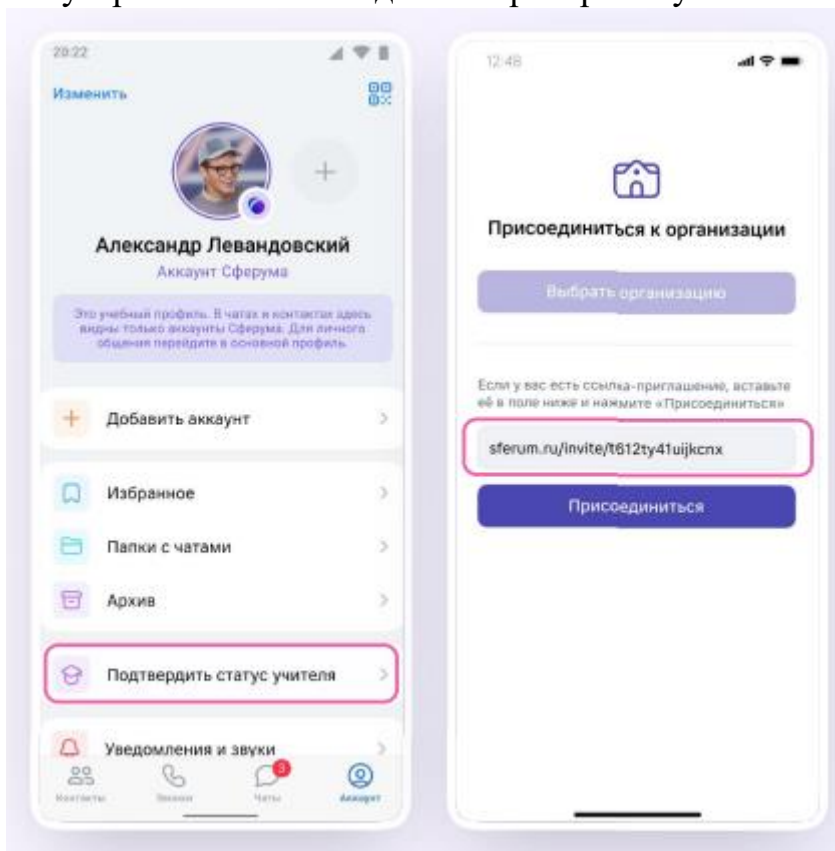 20:22
Изменить
Александр Левандовский
Аккаунт Сферума
Это учебный профиль. В чатах и контактах здесь
видны только аккаунты Сферума. Для личного
общения перейдите в основной профиль.
Добавить аккаунт
Избранное
Папки с чатами
Архив
Подтвердить статус учителя
Уведомления и звуки
3
Контакты Звонки Чаты Аккаунт
12:48
Присоединиться к организации
Выбрать организацию
Если у вас есть ссылка-приглашение, вставьте
её в поле ниже и нажмите «Присоединиться»
sferum.ru/invite/t612ty41uijkcnx
Присоединиться